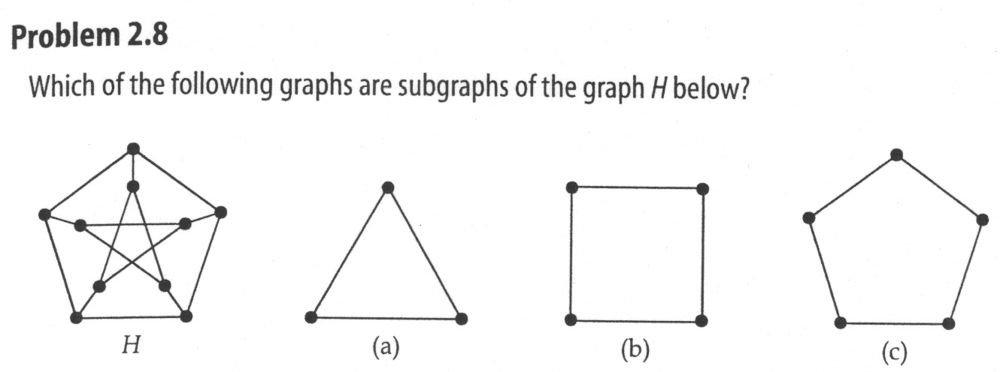 Problem 2.8
Which of the following graphs are subgraphs of the graph H below?
H (a) (b) (c)